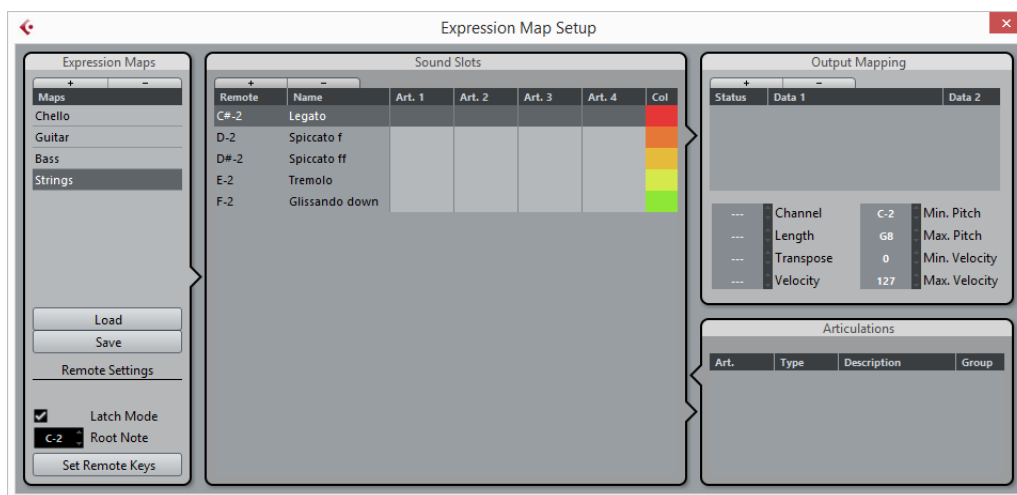 Expression Map Setup
Expression Maps
+ -
Maps
Chello
Guitar
Bass
Strings
Load
Save
Remote Settings
Latch Mode
C-2 Root Note
Set Remote Keys
Sound Slots
+ -
Remote Name Art. 1 Art. 2 Art. 3 Art. 4 Col
C#-2 Legato
D-2 Spiccato f
D#-2 Spiccato ff
E-2 Tremolo
F-2 Glissando down
Output Mapping
+ -
Status Data 1 Data 2
--- Channel C-2 Min. Pitch
--- Length G8 Max. Pitch
--- Transpose 0 Min. Velocity
--- Velocity 127 Max. Velocity
Articulations
Art. Type Description Group